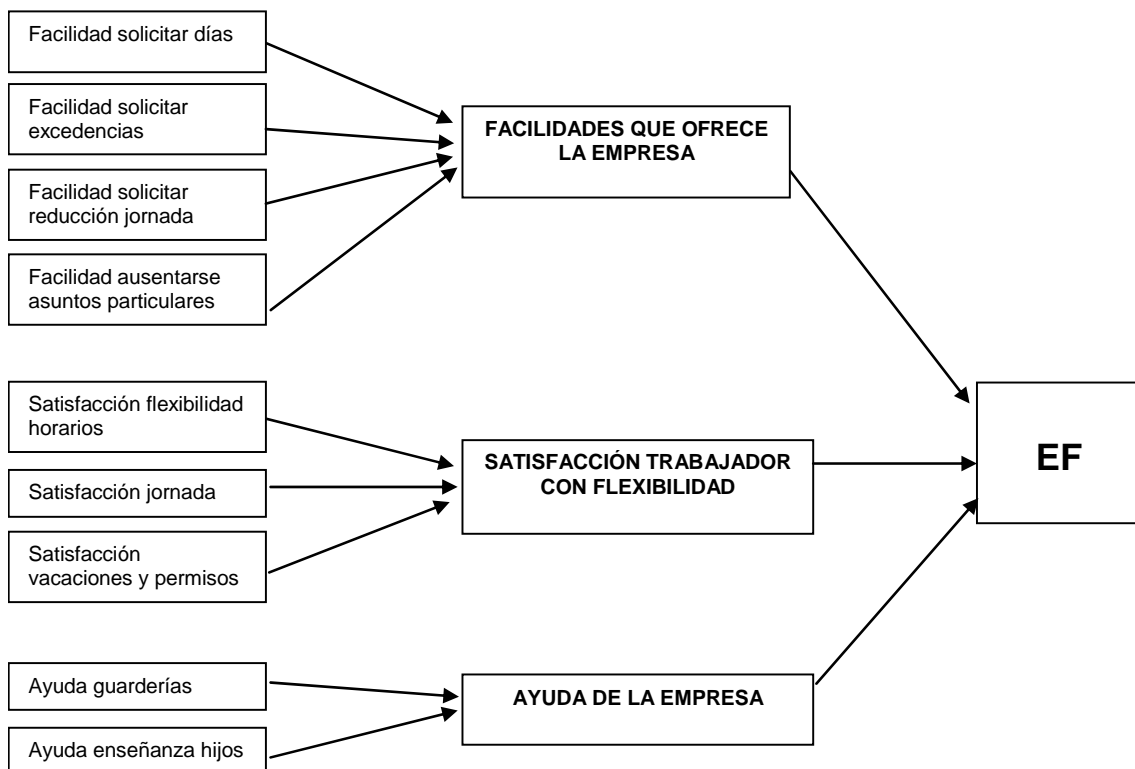 Facilidad solicitar días
Facilidad solicitar
excedencias
Facilidad solicitar
reducción jornada
Facilidad ausentarse
asuntos particulares
FACILIDADES QUE OFRECE
LA EMPRESA
Satisfacción flexibilidad
horarios
Satisfacción jornada
Satisfacción
vacaciones y permisos
SATISFACCIÓN TRABAJADOR
CON FLEXIBILIDAD
EF
Ayuda guarderías
Ayuda enseñanza hijos
AYUDA DE LA EMPRESA